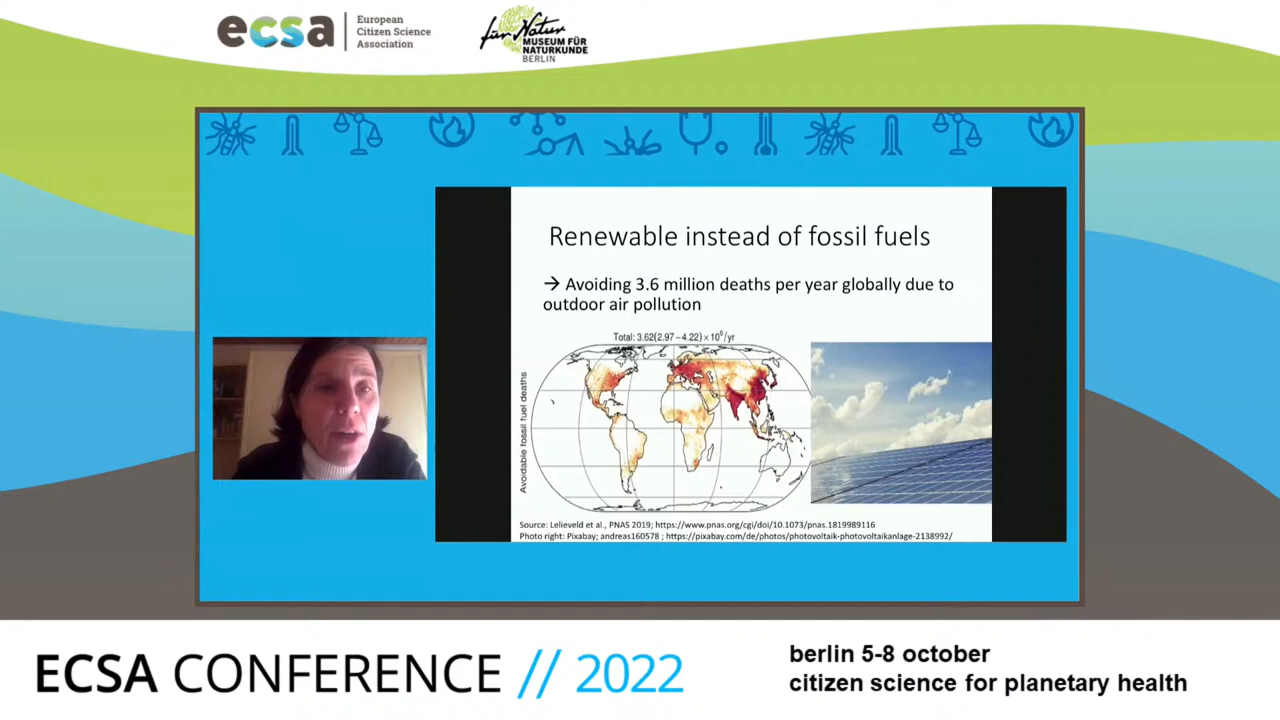 ecsa
European
Citizen Science
Association
für Natur
MUSEUM FÜR
NATURKUNDE
BERLIN
Renewable instead of fossil fuels
→ Avoiding 3.6 million deaths per year globally due to
outdoor air pollution
Total: 3.62(2.97−4.22)×10⁶/yr
Avoidable fossil fuel deaths
Source: Lelieveld et al., PNAS 2019; https://www.pnas.org/cgi/doi/10.1073/pnas.1819989116
Photo right: Pixabay; andreas160578 ; https://pixabay.com/de/photos/photovoltaik-photovoltaikanlage-2138992/
ECSA CONFERENCE // 2022
berlin 5-8 october
citizen science for planetary health